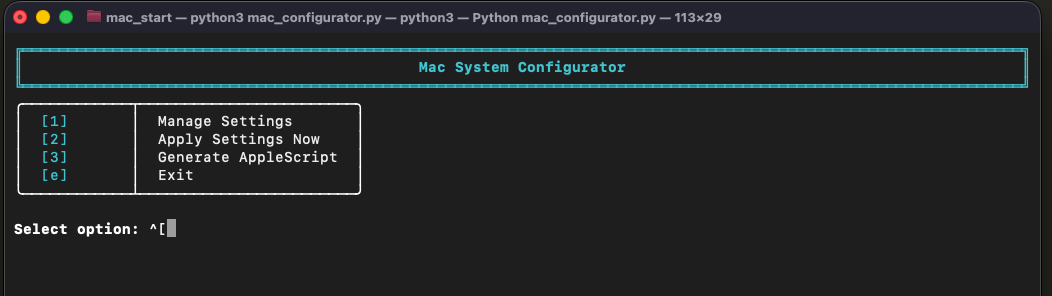 mac_start — python3 mac_configurator.py — python3 — Python mac_configurator.py — 113×29
Mac System Configurator
[1] Manage Settings
[2] Apply Settings Now
[3] Generate AppleScript
[e] Exit
Select option: ^[